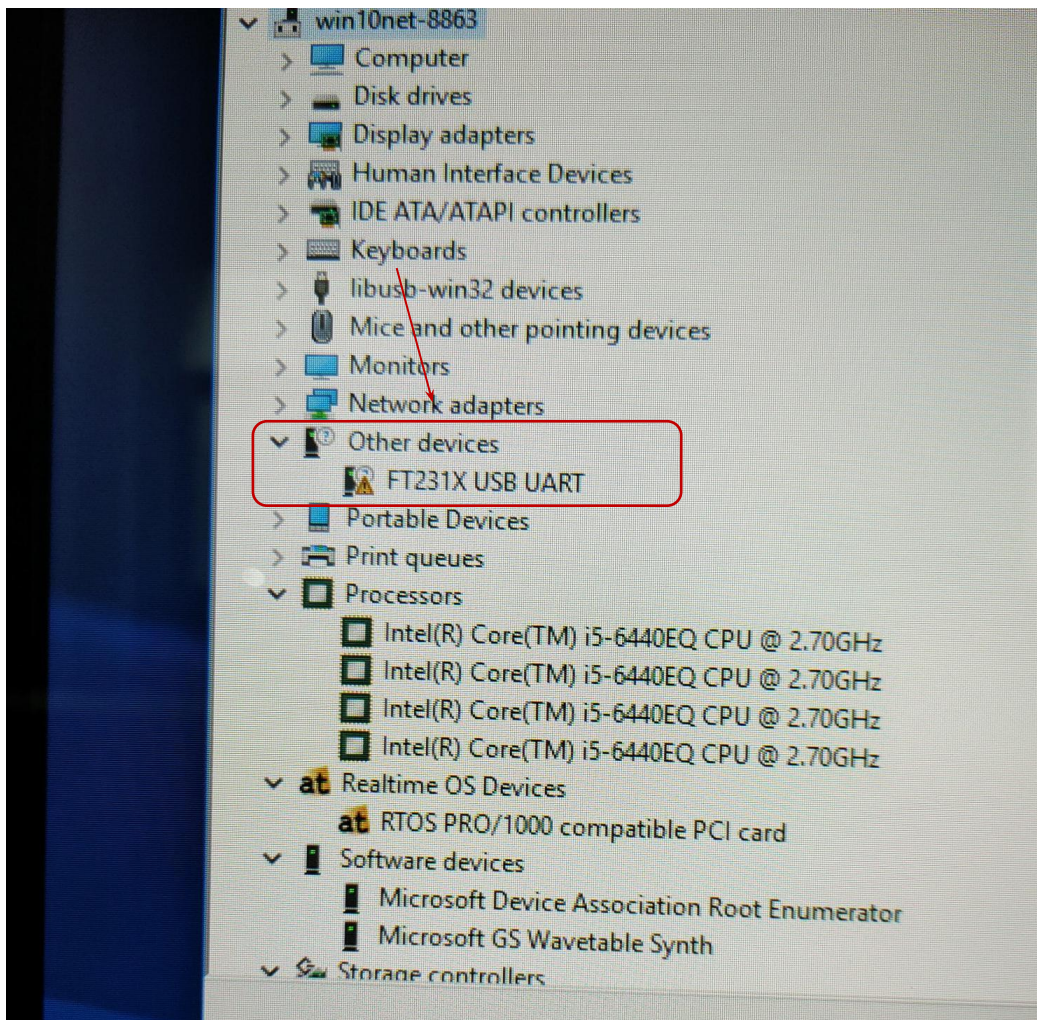 win10net-8863
Computer
Disk drives
Display adapters
Human Interface Devices
IDE ATA/ATAPI controllers
Keyboards
libusb-win32 devices
Mice and other pointing devices
Monitors
Network adapters
Other devices
FT231X USB UART
Portable Devices
Print queues
Processors
Intel(R) Core(TM) i5-6440EQ CPU @ 2.70GHz
Intel(R) Core(TM) i5-6440EQ CPU @ 2.70GHz
Intel(R) Core(TM) i5-6440EQ CPU @ 2.70GHz
Intel(R) Core(TM) i5-6440EQ CPU @ 2.70GHz
at Realtime OS Devices
at RTOS PRO/1000 compatible PCI card
Software devices
Microsoft Device Association Root Enumerator
Microsoft GS Wavetable Synth
Storage controllers